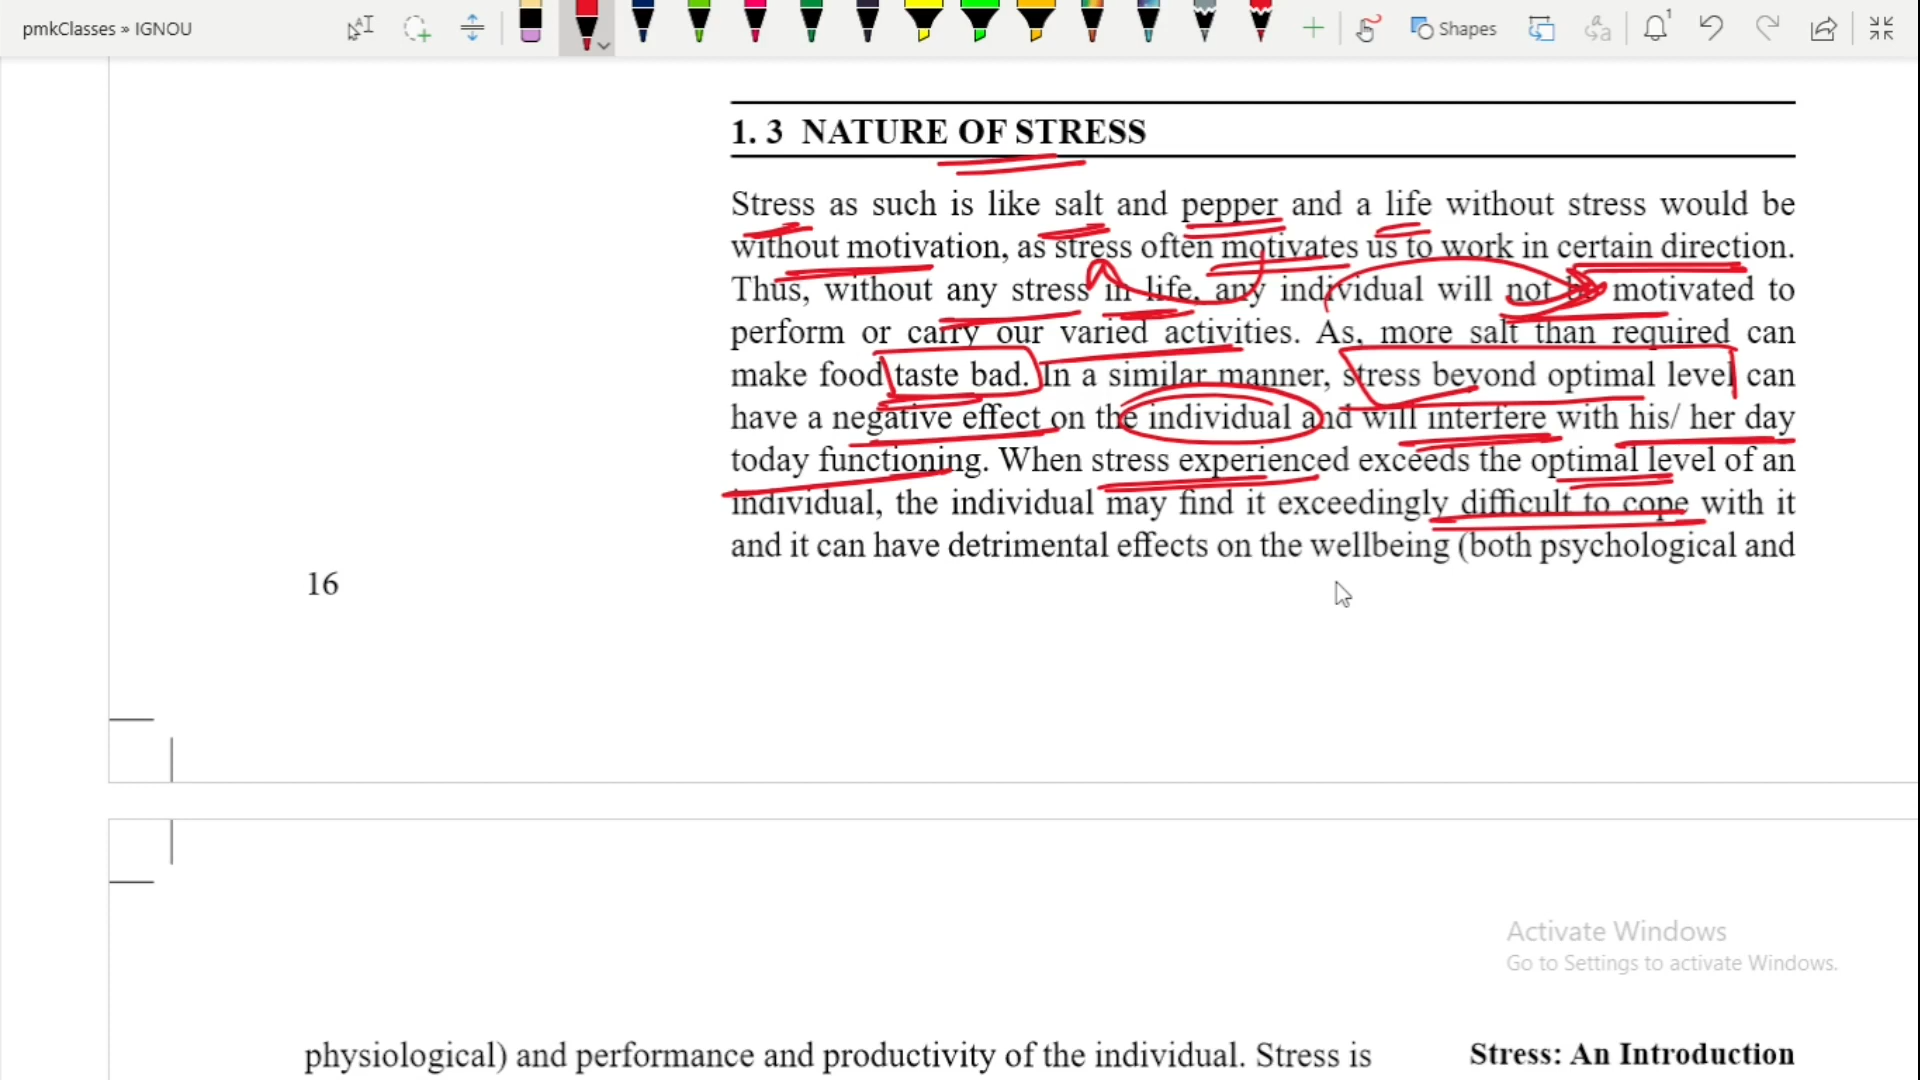 pmkClasses » IGNOU
Shapes
1
1. 3 NATURE OF STRESS
Stress as such is like salt and pepper and a life without stress would be
without motivation, as stress often motivates us to work in certain direction.
Thus, without any stress in life, any individual will not be motivated to
perform or carry our varied activities. As, more salt than required can
make food taste bad. In a similar manner, stress beyond optimal level can
have a negative effect on the individual and will interfere with his/ her day
today functioning. When stress experienced exceeds the optimal level of an
individual, the individual may find it exceedingly difficult to cope with it
and it can have detrimental effects on the wellbeing (both psychological and
16
Activate Windows
Go to Settings to activate Windows.
physiological) and performance and productivity of the individual. Stress is
Stress: An Introduction